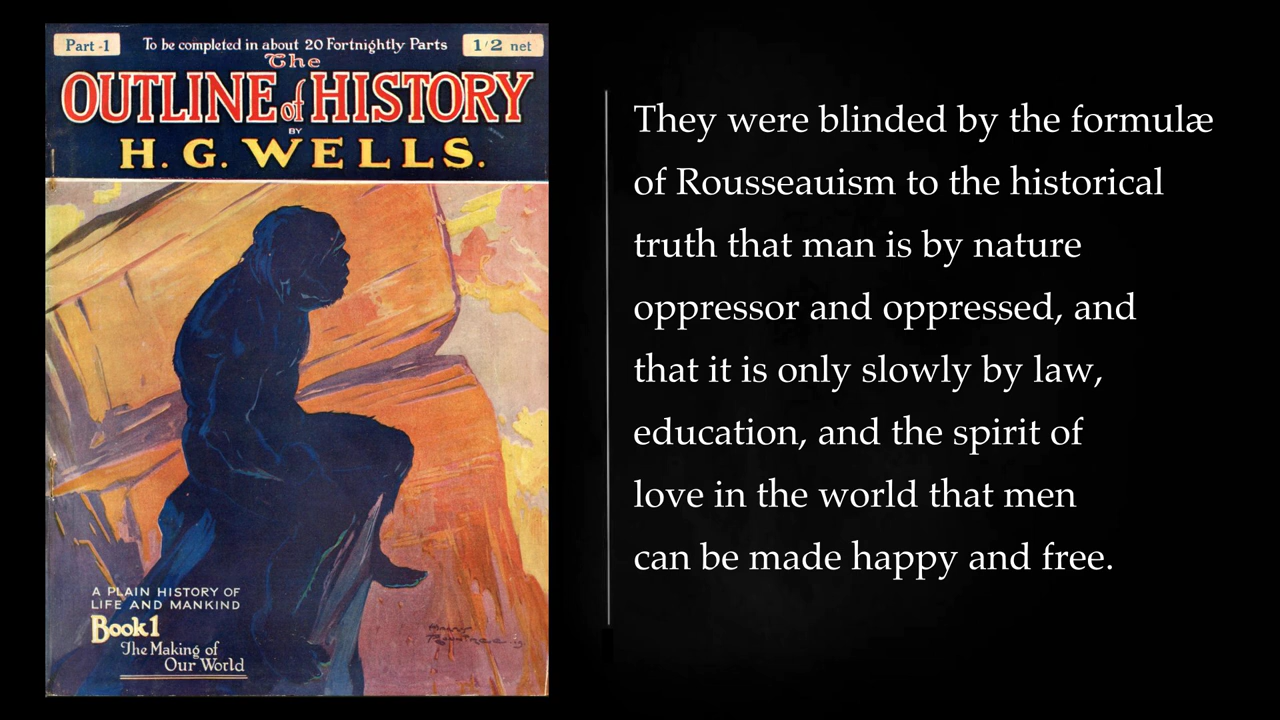 Part -1
To be completed in about 20 Fortnightly Parts
1/2 net
The
OUTLINE of HISTORY
BY
H. G. WELLS.
A PLAIN HISTORY OF
LIFE AND MANKIND
Book 1
The Making of
Our World
They were blinded by the formulæ
of Rousseauism to the historical
truth that man is by nature
oppressor and oppressed, and
that it is only slowly by law,
education, and the spirit of
love in the world that men
can be made happy and free.